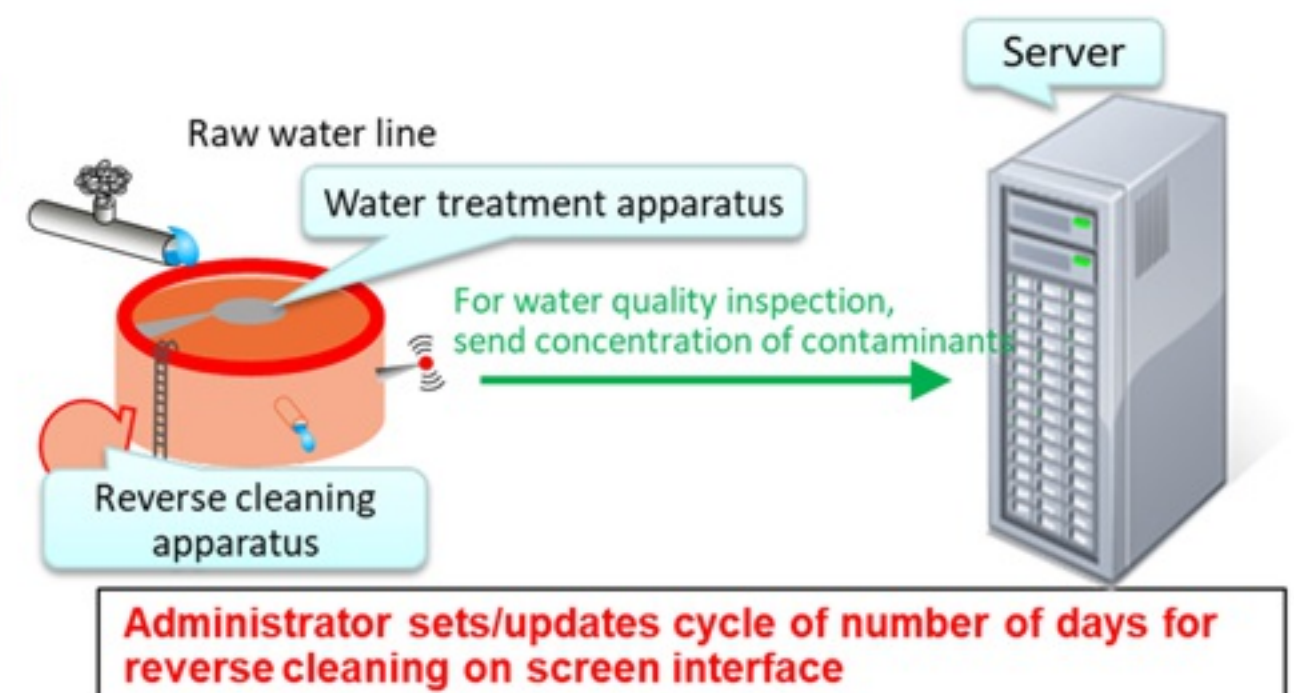 Server
Raw water line
Water treatment apparatus
For water quality inspection,
send concentration of contaminants
Reverse cleaning
apparatus
Administrator sets/updates cycle of number of days for
reverse cleaning on screen interface